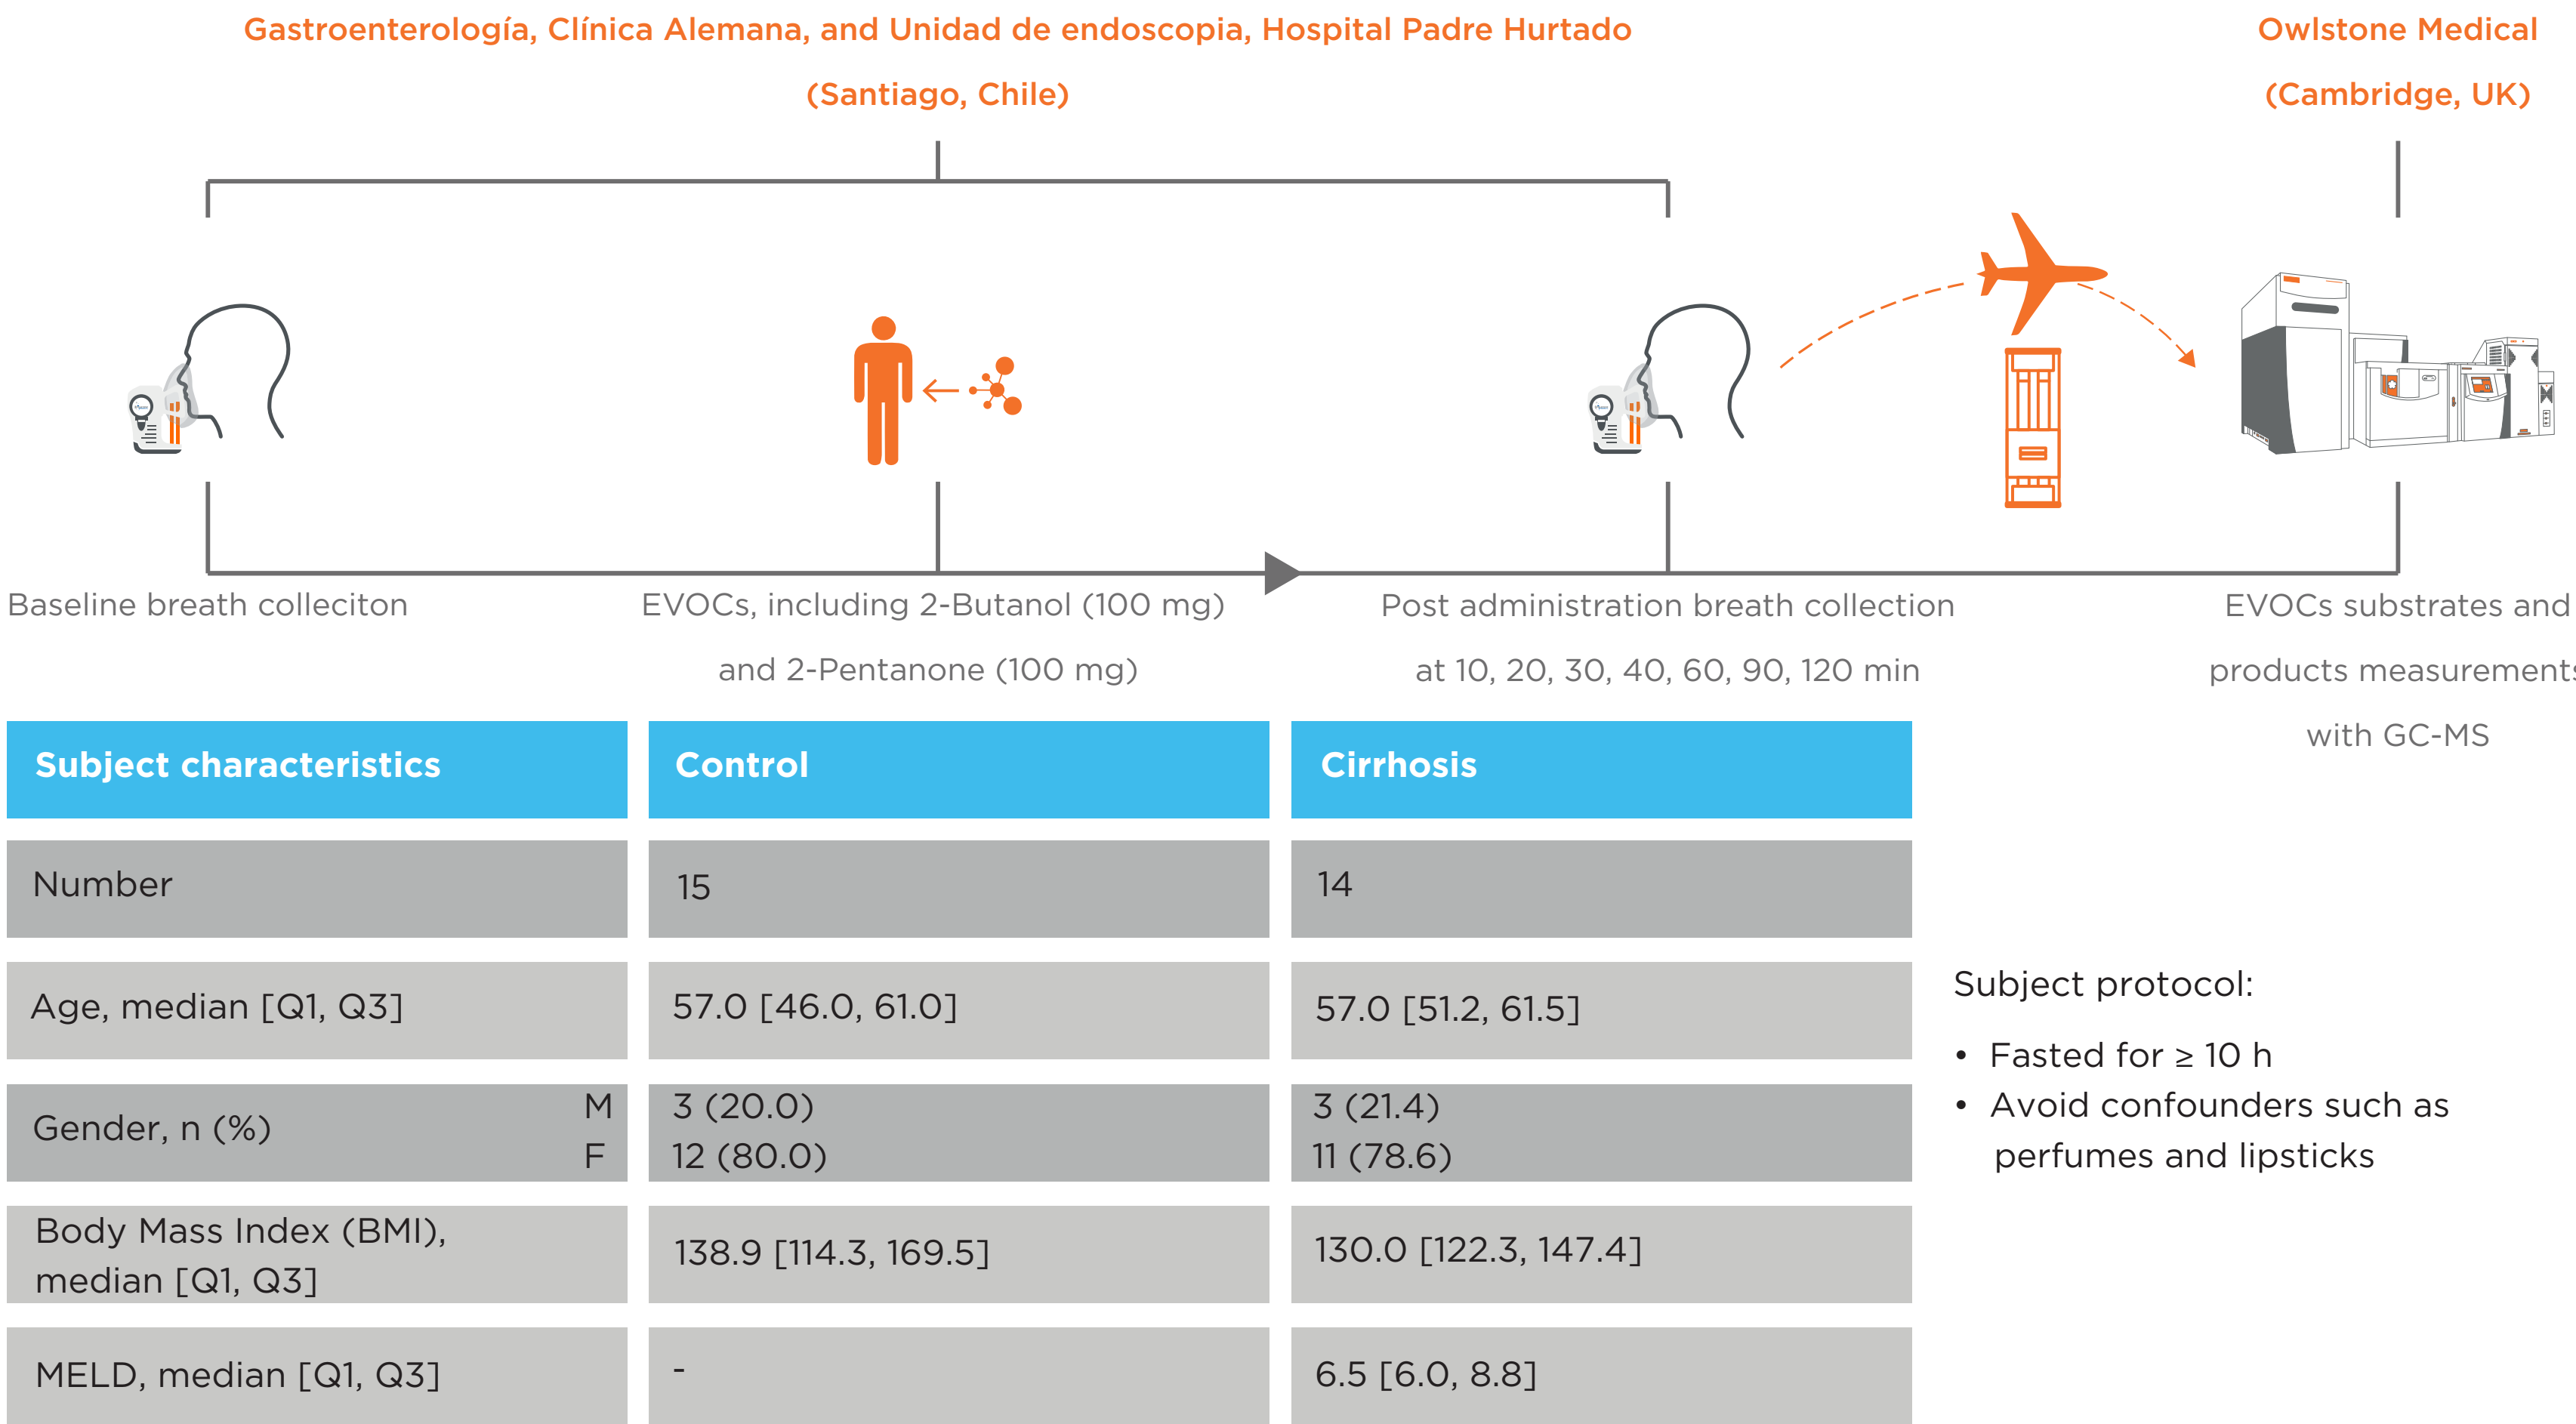 Gastroenterología, Clínica Alemana, and Unidad de endoscopia, Hospital Padre Hurtado
(Santiago, Chile)
Owlstone Medical
(Cambridge, UK)
Baseline breath colleciton
EVOCs, including 2-Butanol (100 mg)
and 2-Pentanone (100 mg)
Post administration breath collection
at 10, 20, 30, 40, 60, 90, 120 min
EVOCs substrates and
products measurements
with GC-MS
Subject characteristics Control Cirrhosis
Number 15 14
Age, median [Q1, Q3] 57.0 [46.0, 61.0] 57.0 [51.2, 61.5]
Gender, n (%)
M 3 (20.0) 3 (21.4)
F 12 (80.0) 11 (78.6)
Body Mass Index (BMI),
median [Q1, Q3] 138.9 [114.3, 169.5] 130.0 [122.3, 147.4]
MELD, median [Q1, Q3] - 6.5 [6.0, 8.8]
Subject protocol:
• Fasted for ≥ 10 h
• Avoid confounders such as
perfumes and lipsticks